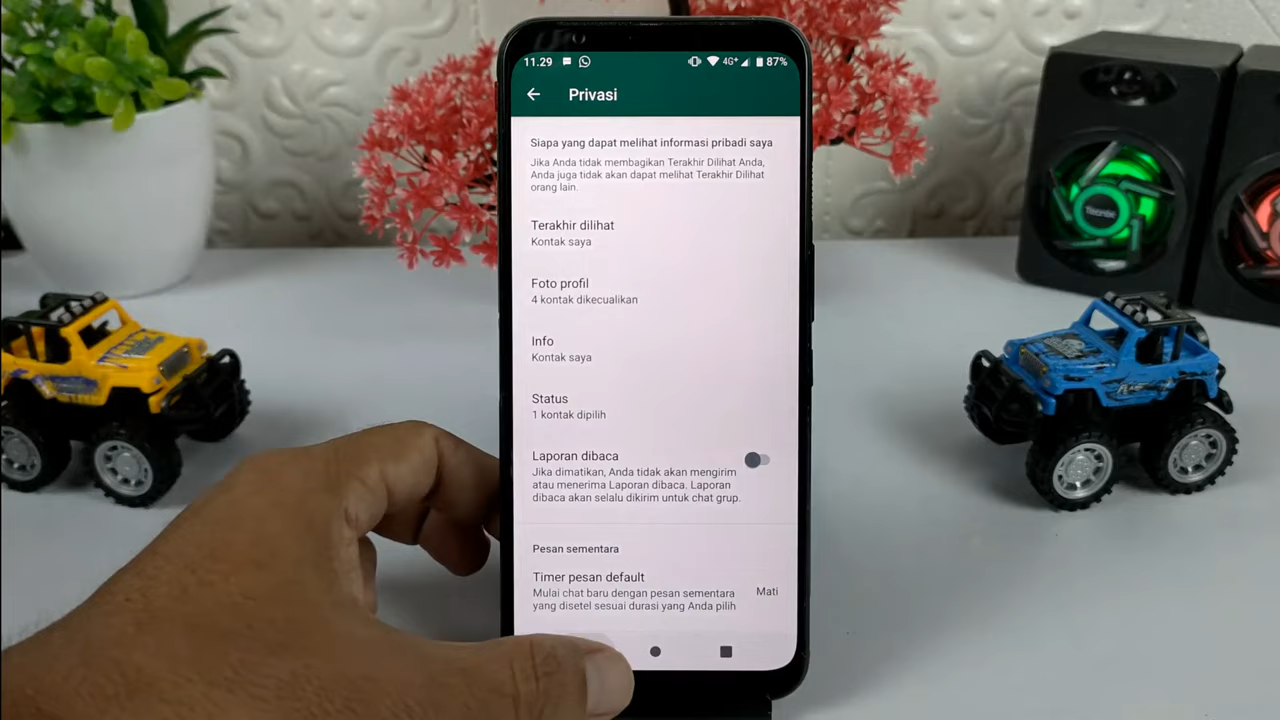 11.29
4G+
87%
Privasi
Siapa yang dapat melihat informasi pribadi saya
Jika Anda tidak membagikan Terakhir Dilihat Anda,
Anda juga tidak akan dapat melihat Terakhir Dilihat
orang lain.
Terakhir dilihat
Kontak saya
Foto profil
4 kontak dikecualikan
Info
Kontak saya
Status
1 kontak dipilih
Laporan dibaca
Jika dimatikan, Anda tidak akan mengirim
atau menerima Laporan dibaca. Laporan
dibaca akan selalu dikirim untuk chat grup.
Pesan sementara
Timer pesan default
Mulai chat baru dengan pesan sementara
yang disetel sesuai durasi yang Anda pilih
Mati